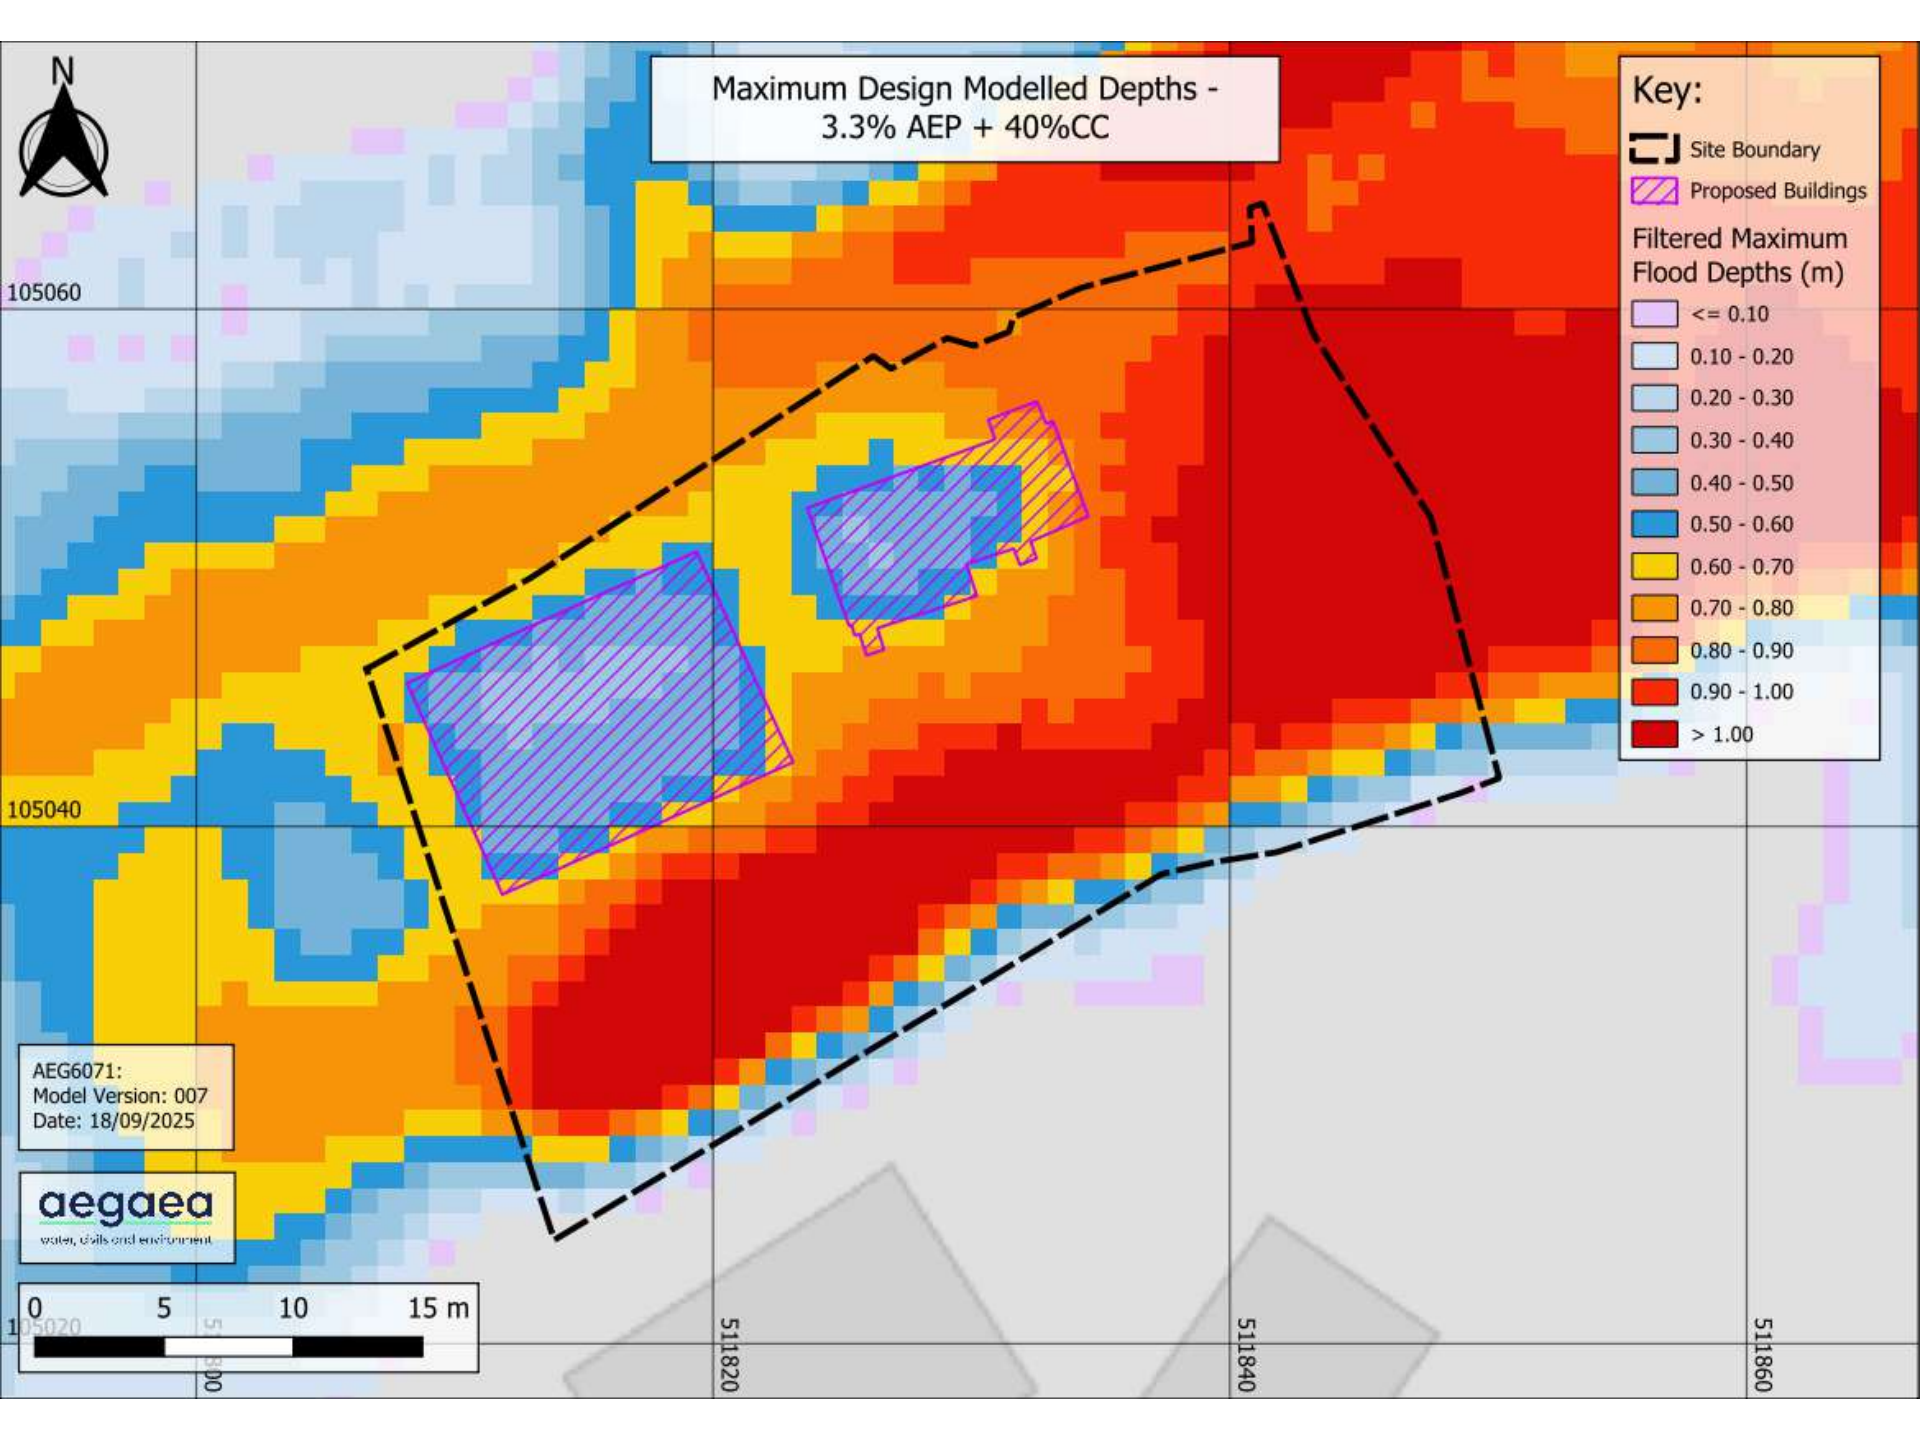 N
Maximum Design Modelled Depths -
3.3% AEP + 40%CC
Key:
Site Boundary
Proposed Buildings
Filtered Maximum
Flood Depths (m)
<= 0.10
0.10 - 0.20
0.20 - 0.30
0.30 - 0.40
0.40 - 0.50
0.50 - 0.60
0.60 - 0.70
0.70 - 0.80
0.80 - 0.90
0.90 - 1.00
> 1.00
105060
105040
AEG6071:
Model Version: 007
Date: 18/09/2025
aegaea
water, civils and environment
0 5 10 15 m
105020
511820
511840
511860